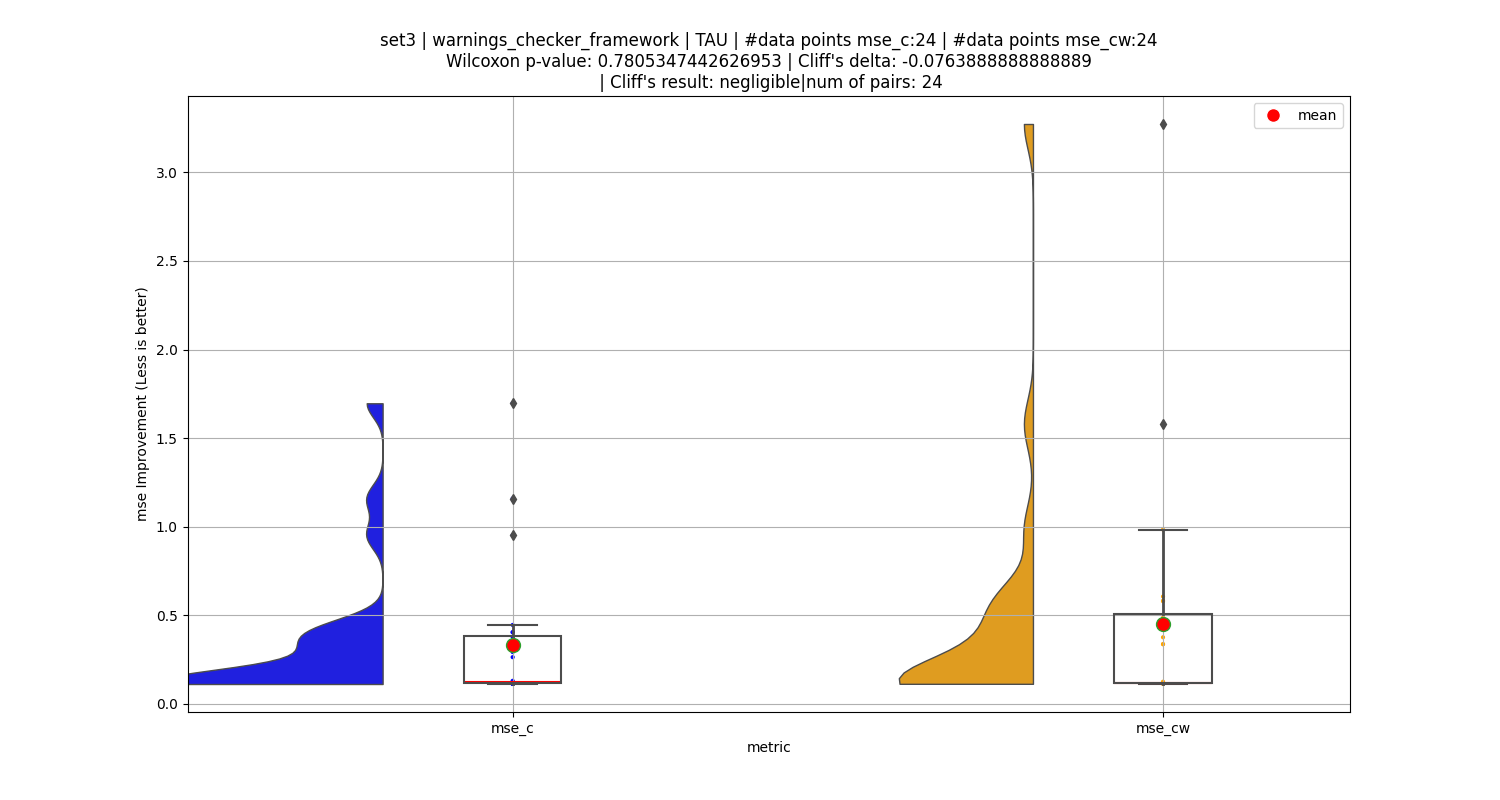 set3 | warnings_checker_framework | TAU | #data points mse_c:24 | #data points mse_cw:24
Wilcoxon p-value: 0.7805347442626953 | Cliff's delta: -0.0763888888888889
| Cliff's result: negligible|num of pairs: 24
mean
mse Improvement (Less is better)
3.0
2.5
2.0
1.5
1.0
0.5
0.0
mse_c
mse_cw
metric